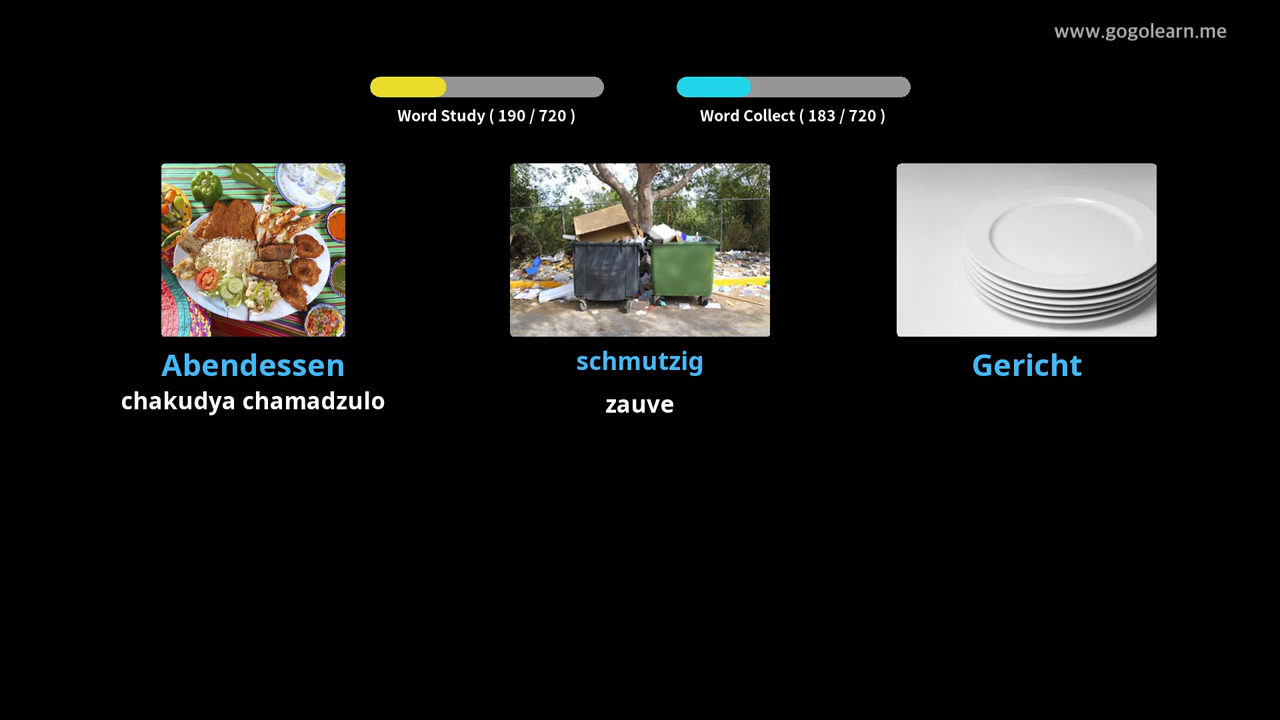 www.gogolearn.me
Word Study ( 190 / 720 )
Word Collect ( 183 / 720 )
Abendessen
chakudya chamadzulo
schmutzig
zauve
Gericht